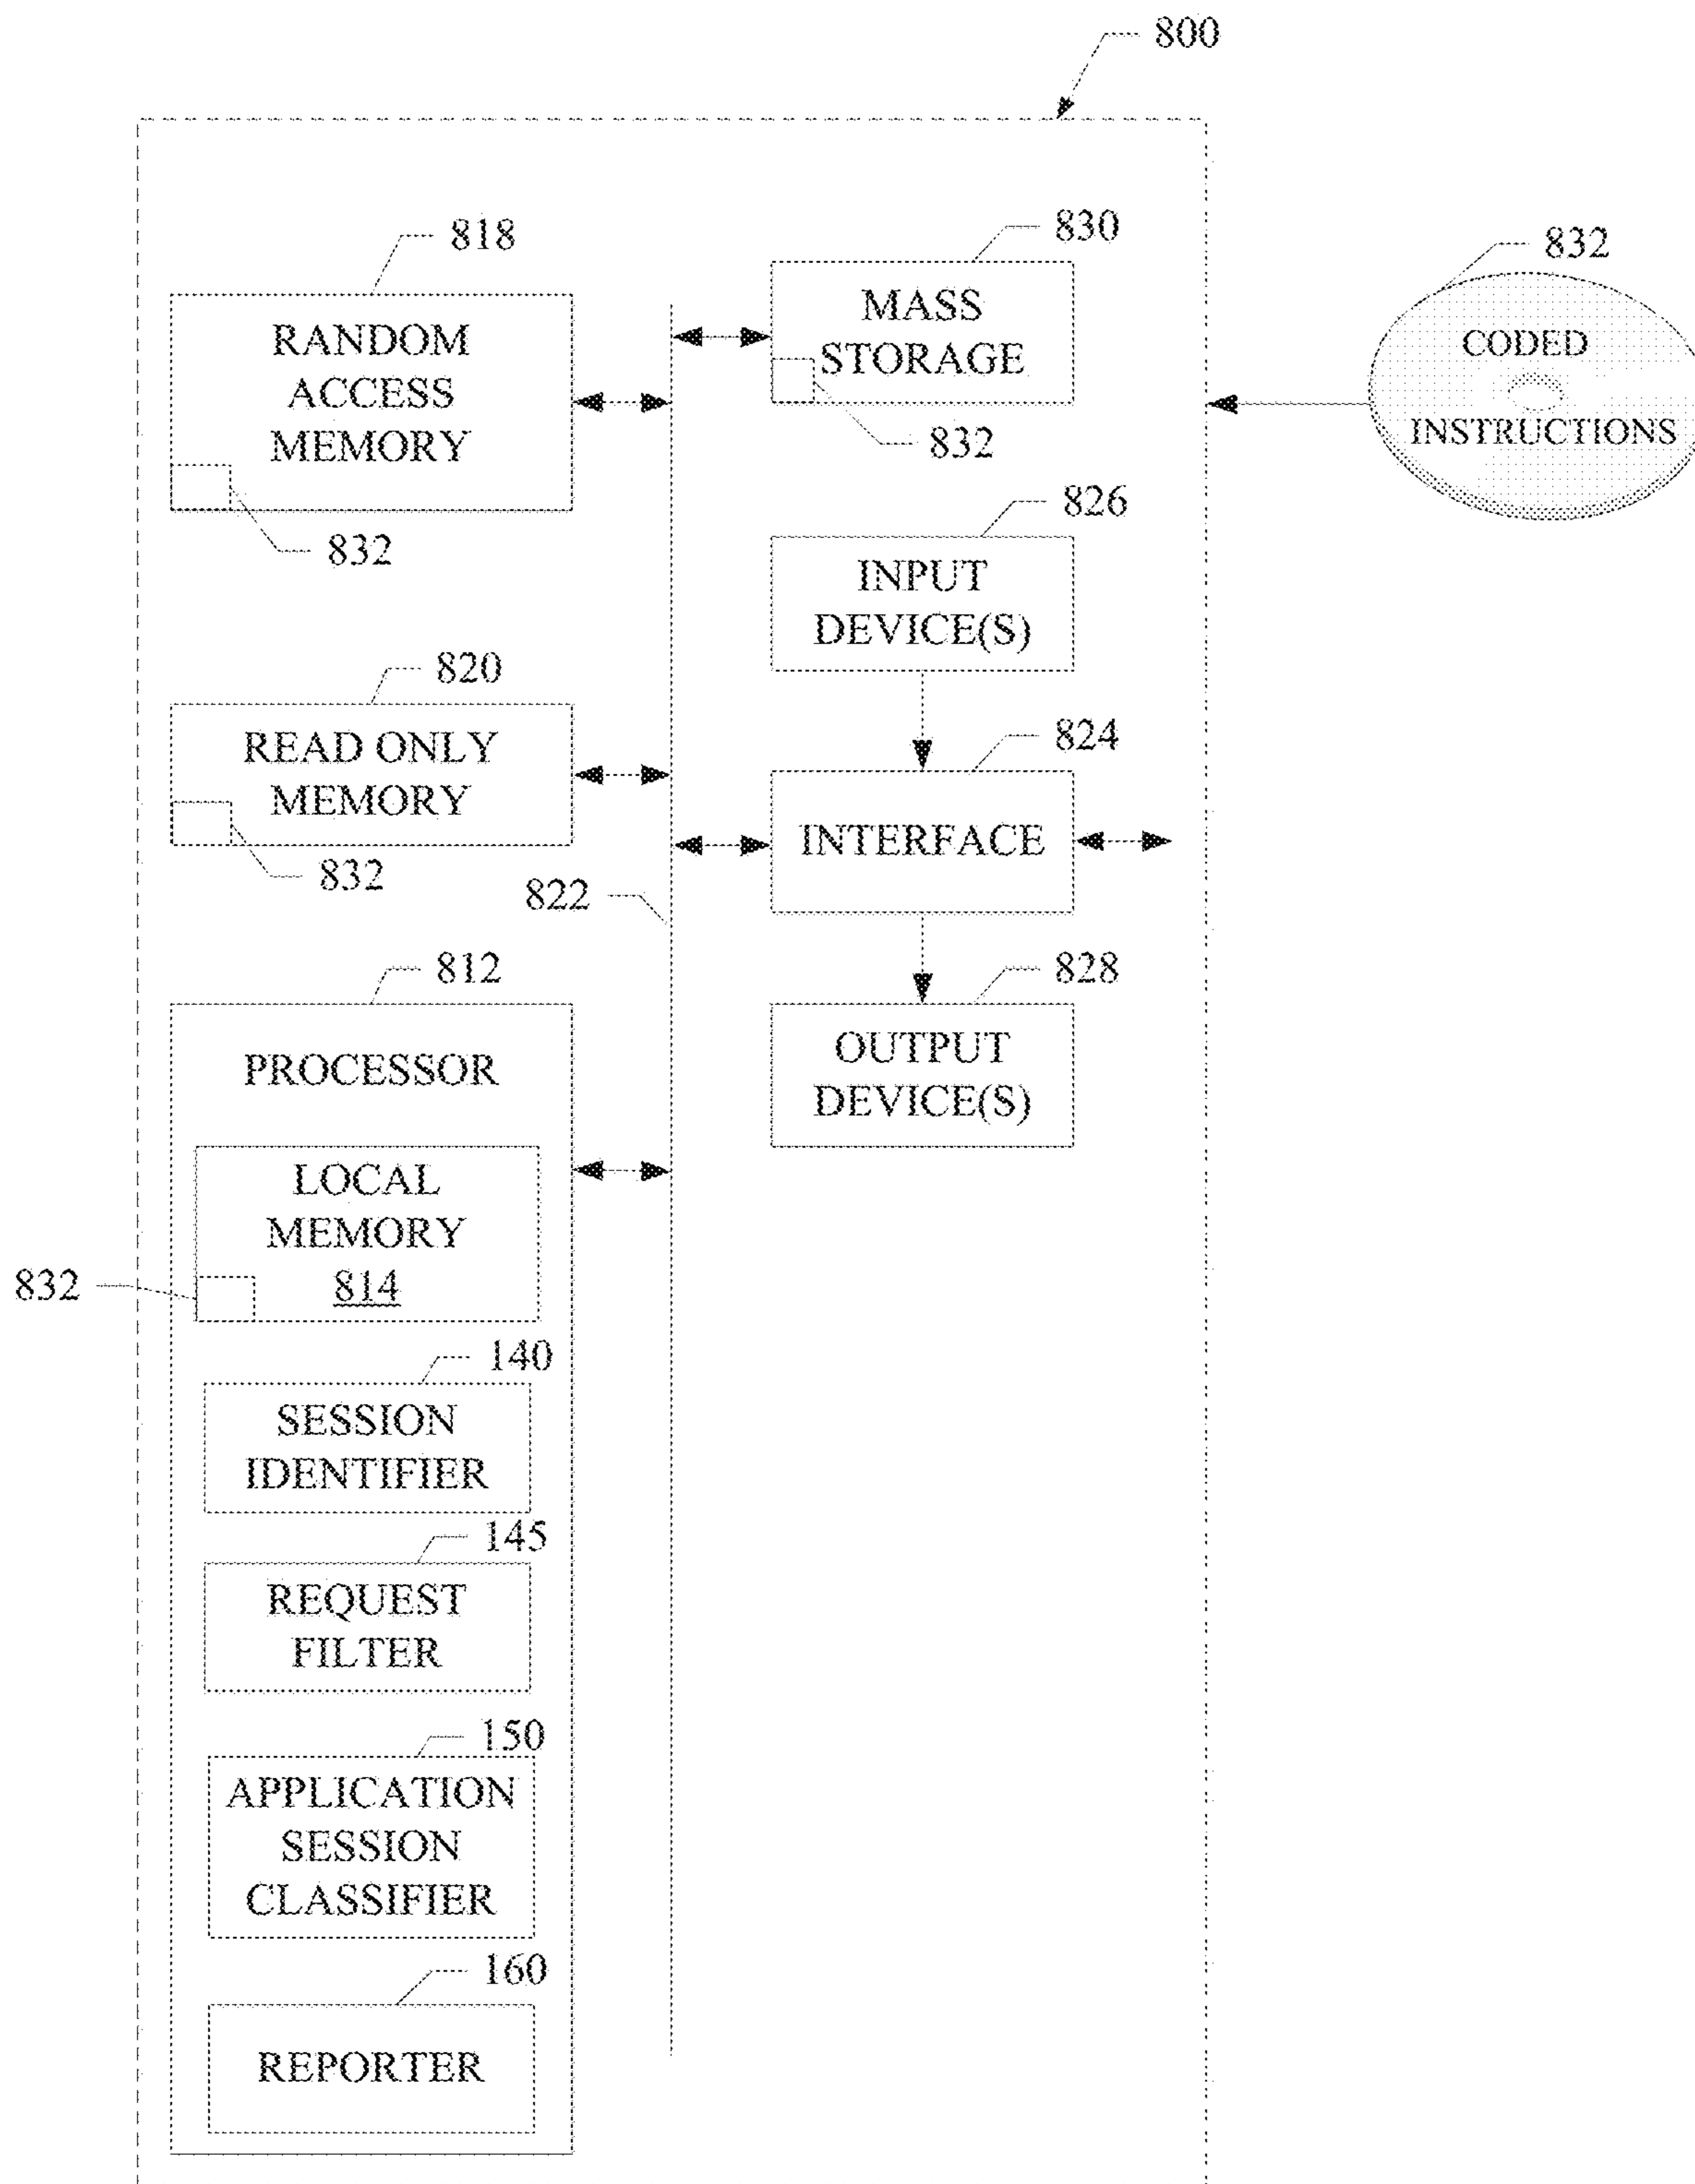 800
818
RANDOM
ACCESS
MEMORY
832
830
MASS
STORAGE
832
832
CODED
INSTRUCTIONS
826
INPUT
DEVICE(S)
820
READ ONLY
MEMORY
832
824
INTERFACE
822
812
PROCESSOR
828
OUTPUT
DEVICE(S)
LOCAL
MEMORY
814
832
140
SESSION
IDENTIFIER
145
REQUEST
FILTER
150
APPLICATION
SESSION
CLASSIFIER
160
REPORTER